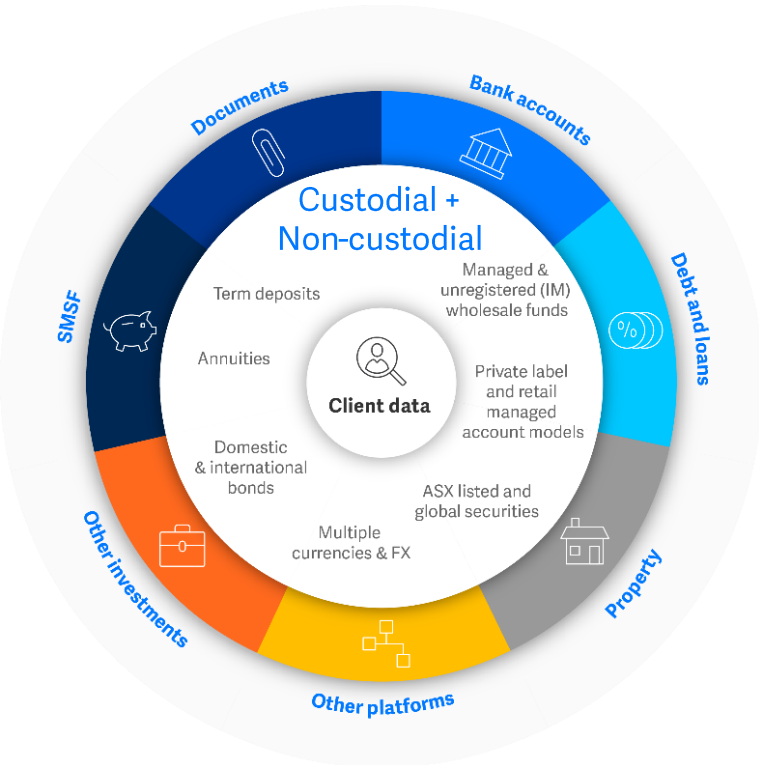 Documents
Bank accounts
Custodial +
Non-custodial
Debt and loans
SMSF
Term deposits
Managed &
unregistered (IM)
wholesale funds
Annuities
Private label
and retail
managed
account models
%
Client data
Domestic
& international
bonds
ASX listed and
global securities
Multiple
currencies & FX
Other investments
Property
Other platforms